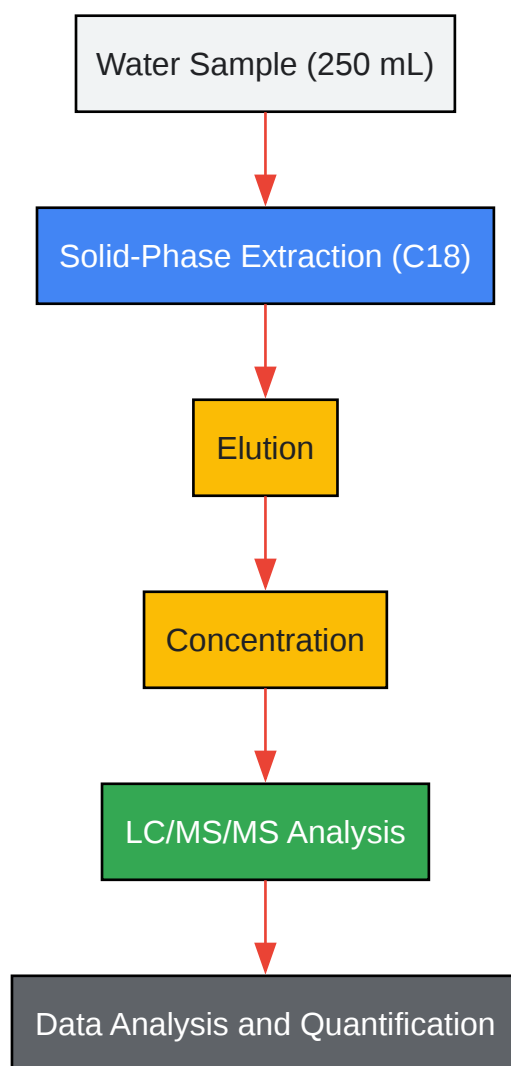 Water Sample (250 mL)
Solid-Phase Extraction (C18)
Elution
Concentration
LC/MS/MS Analysis
Data Analysis and Quantification